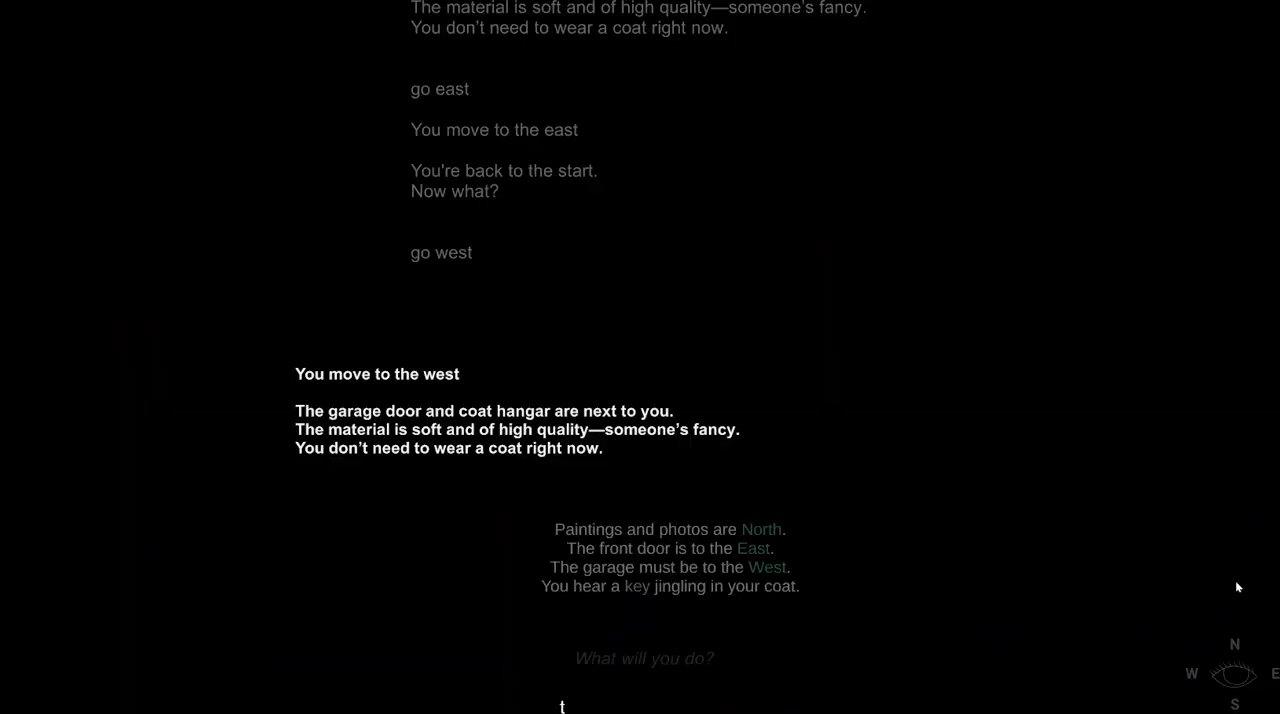 The material is soft and of high quality—someone's fancy.
You don't need to wear a coat right now.
go east
You move to the east
You're back to the start.
Now what?
go west
You move to the west
The garage door and coat hangar are next to you.
The material is soft and of high quality—someone's fancy.
You don't need to wear a coat right now.
Paintings and photos are North.
The front door is to the East.
The garage must be to the West.
You hear a key jingling in your coat.
What will you do?
t
N
W E
S